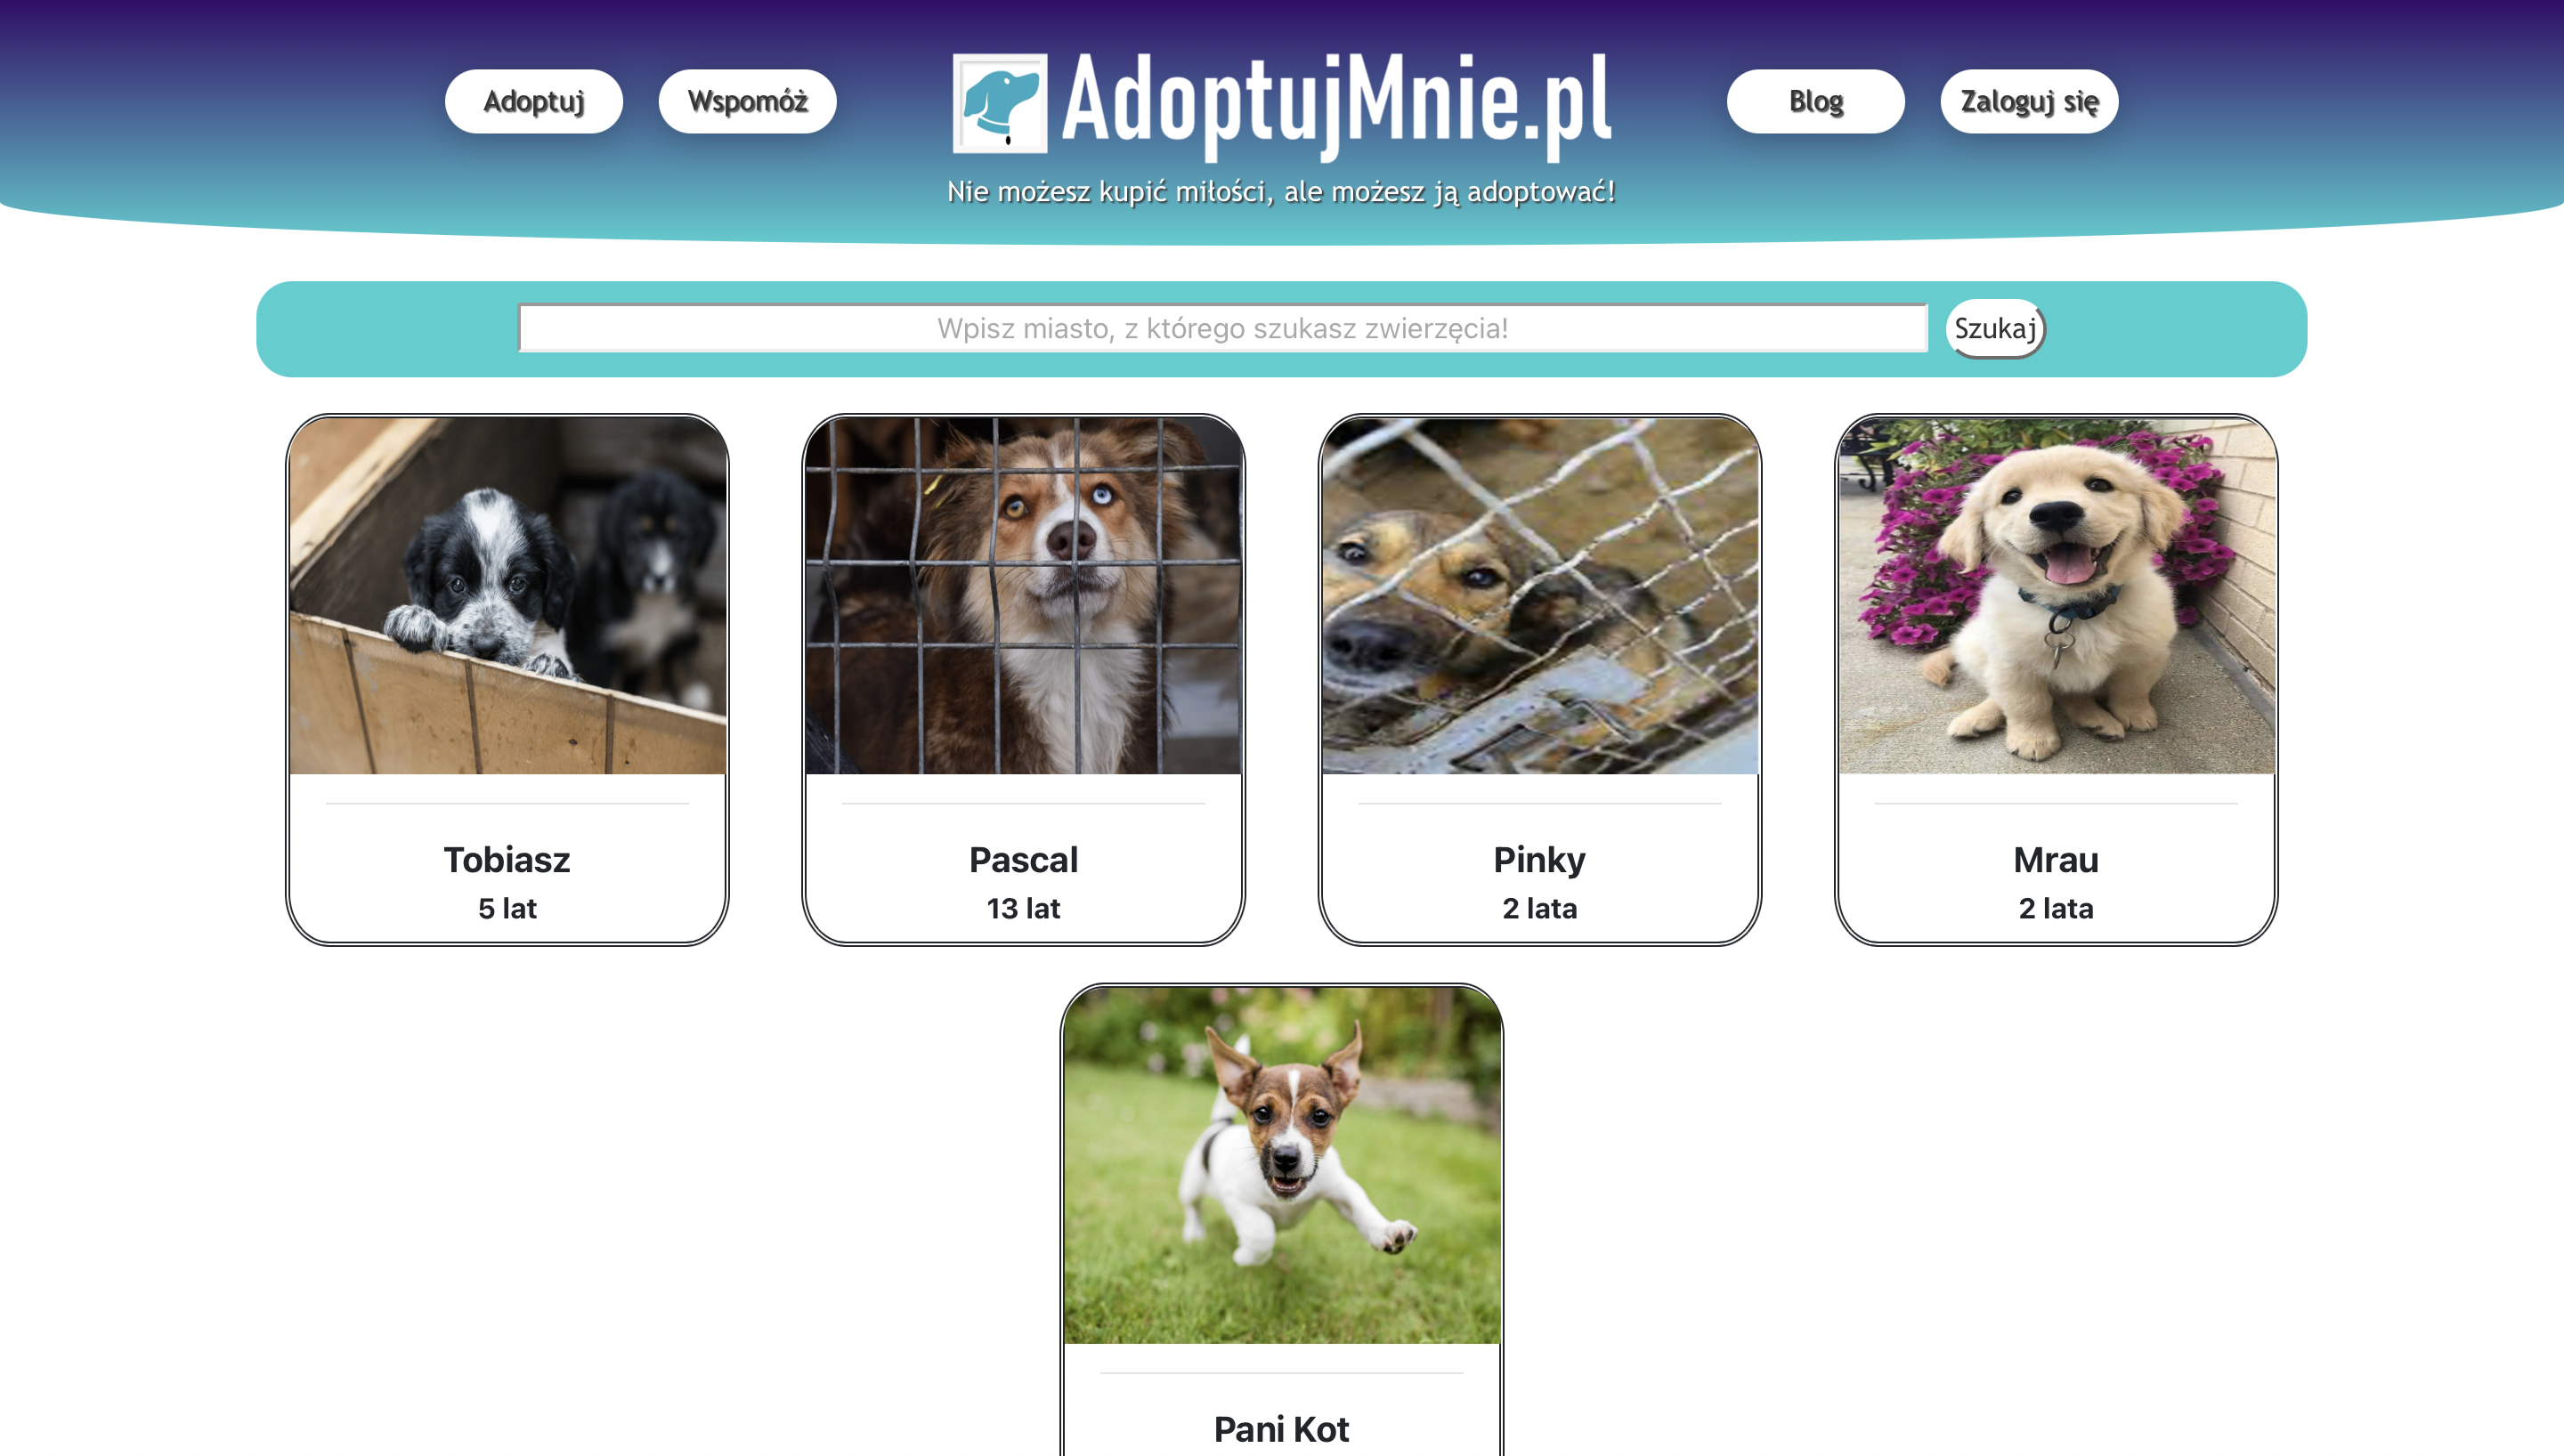 Adoptuj
Wspomóż
AdoptujMnie.pl
Nie możesz kupić miłości, ale możesz ją adoptować!
Blog
Zaloguj się
Wpisz miasto, z którego szukasz zwierzęcia!
Szukaj
Tobiasz
5 lat
Pascal
13 lat
Pinky
2 lata
Mrau
2 lata
Pani Kot